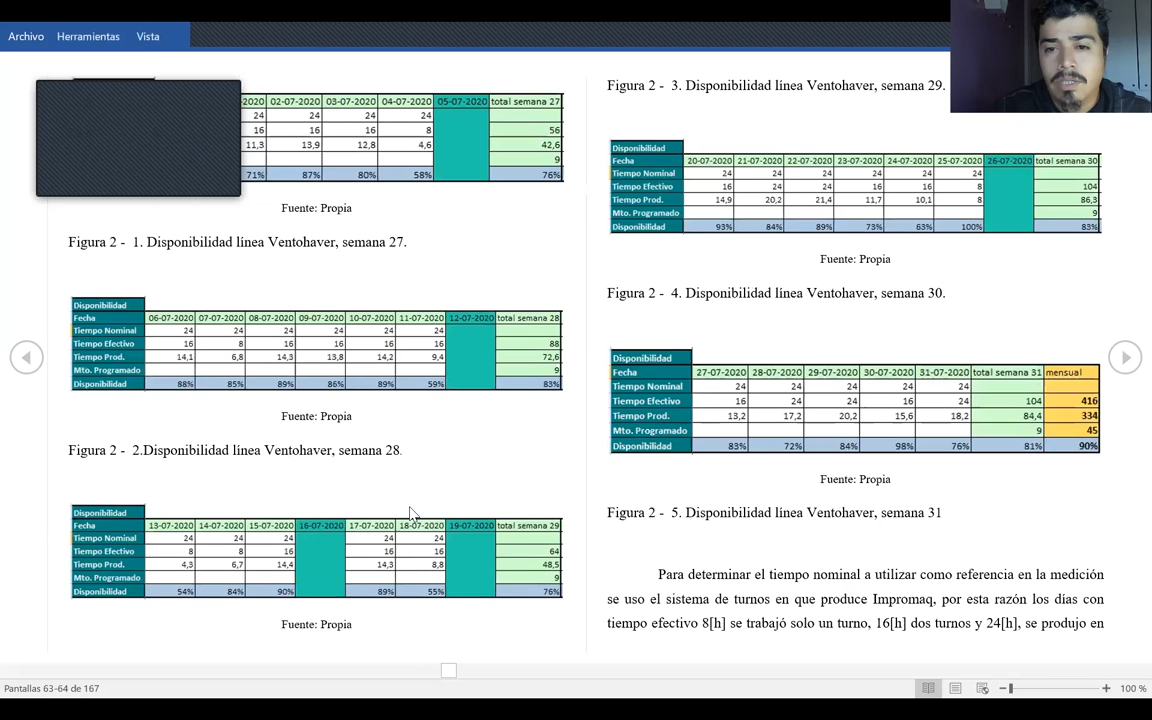 Archivo Herramientas Vista
2020 02-07-2020 03-07-2020 04-07-2020 05-07-2020 total semana 27
24 24 24 24
16 16 16 8 56
11,3 13,9 12,8 4,6 42,6
9
71% 87% 80% 58% 76%
Fuente: Propia
Figura 2 - 1. Disponibilidad línea Ventohaver, semana 27.
Disponibilidad
Fecha 06-07-2020 07-07-2020 08-07-2020 09-07-2020 10-07-2020 11-07-2020 12-07-2020 total semana 28
Tiempo Nominal 24 24 24 24 24 24
Tiempo Efectivo 16 8 16 16 16 16 88
Tiempo Prod. 14,1 6,8 14,3 13,8 14,2 9,4 72,6
Mto. Programado 9
Disponibilidad 88% 85% 89% 86% 89% 59% 83%
Fuente: Propia
Figura 2 - 2.Disponibilidad línea Ventohaver, semana 28.
Disponibilidad
Fecha 13-07-2020 14-07-2020 15-07-2020 16-07-2020 17-07-2020 18-07-2020 19-07-2020 total semana 29
Tiempo Nominal 24 24 24 24 24
Tiempo Efectivo 8 8 16 16 16 64
Tiempo Prod. 4,3 6,7 14,4 14,3 8,8 48,5
Mto. Programado 9
Disponibilidad 54% 84% 90% 89% 55% 76%
Fuente: Propia
Figura 2 - 3. Disponibilidad línea Ventohaver, semana 29.
Disponibilidad
Fecha 20-07-2020 21-07-2020 22-07-2020 23-07-2020 24-07-2020 25-07-2020 26-07-2020 total semana 30
Tiempo Nominal 24 24 24 24 24 24
Tiempo Efectivo 16 24 24 16 16 8 104
Tiempo Prod. 14,9 20,2 21,4 11,7 10,1 8 86,3
Mto. Programado 9
Disponibilidad 93% 84% 89% 73% 63% 100% 83%
Fuente: Propia
Figura 2 - 4. Disponibilidad línea Ventohaver, semana 30.
Disponibilidad
Fecha 27-07-2020 28-07-2020 29-07-2020 30-07-2020 31-07-2020 total semana 31 mensual
Tiempo Nominal 24 24 24 24 24
Tiempo Efectivo 16 24 24 16 24 104 416
Tiempo Prod. 13,2 17,2 20,2 15,6 18,2 84,4 334
Mto. Programado 9 45
Disponibilidad 83% 72% 84% 98% 76% 81% 90%
Fuente: Propia
Figura 2 - 5. Disponibilidad línea Ventohaver, semana 31
Para determinar el tiempo nominal a utilizar como referencia en la medición
se uso el sistema de turnos en que produce Impromaq, por esta razón los días con
tiempo efectivo 8[h] se trabajó solo un turno, 16[h] dos turnos y 24[h], se produjo en
Pantallas 63-64 de 167
100 %